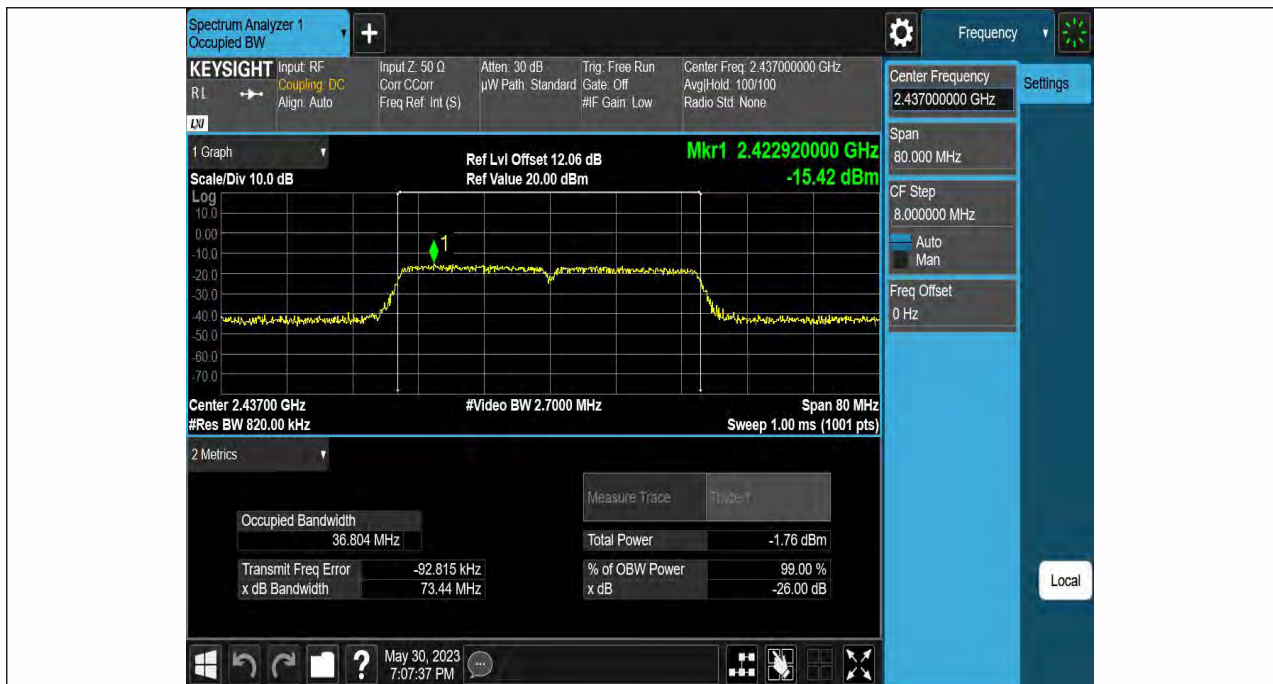 Spectrum Analyzer 1
Occupied BW
Frequency
KEYSIGHT
RL
LXI
Input: RF
Coupling: DC
Align: Auto
Input Z: 50 Ω
Corr CCorr
Freq Ref: Int (S)
Atten: 30 dB
µW Path: Standard
Trig: Free Run
Gate: Off
#IF Gain: Low
Center Freq: 2.437000000 GHz
Avg|Hold: 100/100
Radio Std: None
Center Frequency
2.437000000 GHz
Settings
Span
80.000 MHz
CF Step
8.000000 MHz
Auto
Man
Freq Offset
0 Hz
Local
1 Graph
Scale/Div 10.0 dB
Ref Lvl Offset 12.06 dB
Ref Value 20.00 dBm
Mkr1 2.422920000 GHz
-15.42 dBm
Log
10.0
0.00
-10.0
-20.0
-30.0
-40.0
-50.0
-60.0
-70.0
1
Center 2.43700 GHz
#Video BW 2.7000 MHz
Span 80 MHz
#Res BW 820.00 kHz
Sweep 1.00 ms (1001 pts)
2 Metrics
Measure Trace
Occupied Bandwidth
36.804 MHz
Total Power -1.76 dBm
Transmit Freq Error -92.815 kHz
% of OBW Power 99.00 %
x dB Bandwidth 73.44 MHz
x dB -26.00 dB
?
May 30, 2023
7:07:37 PM